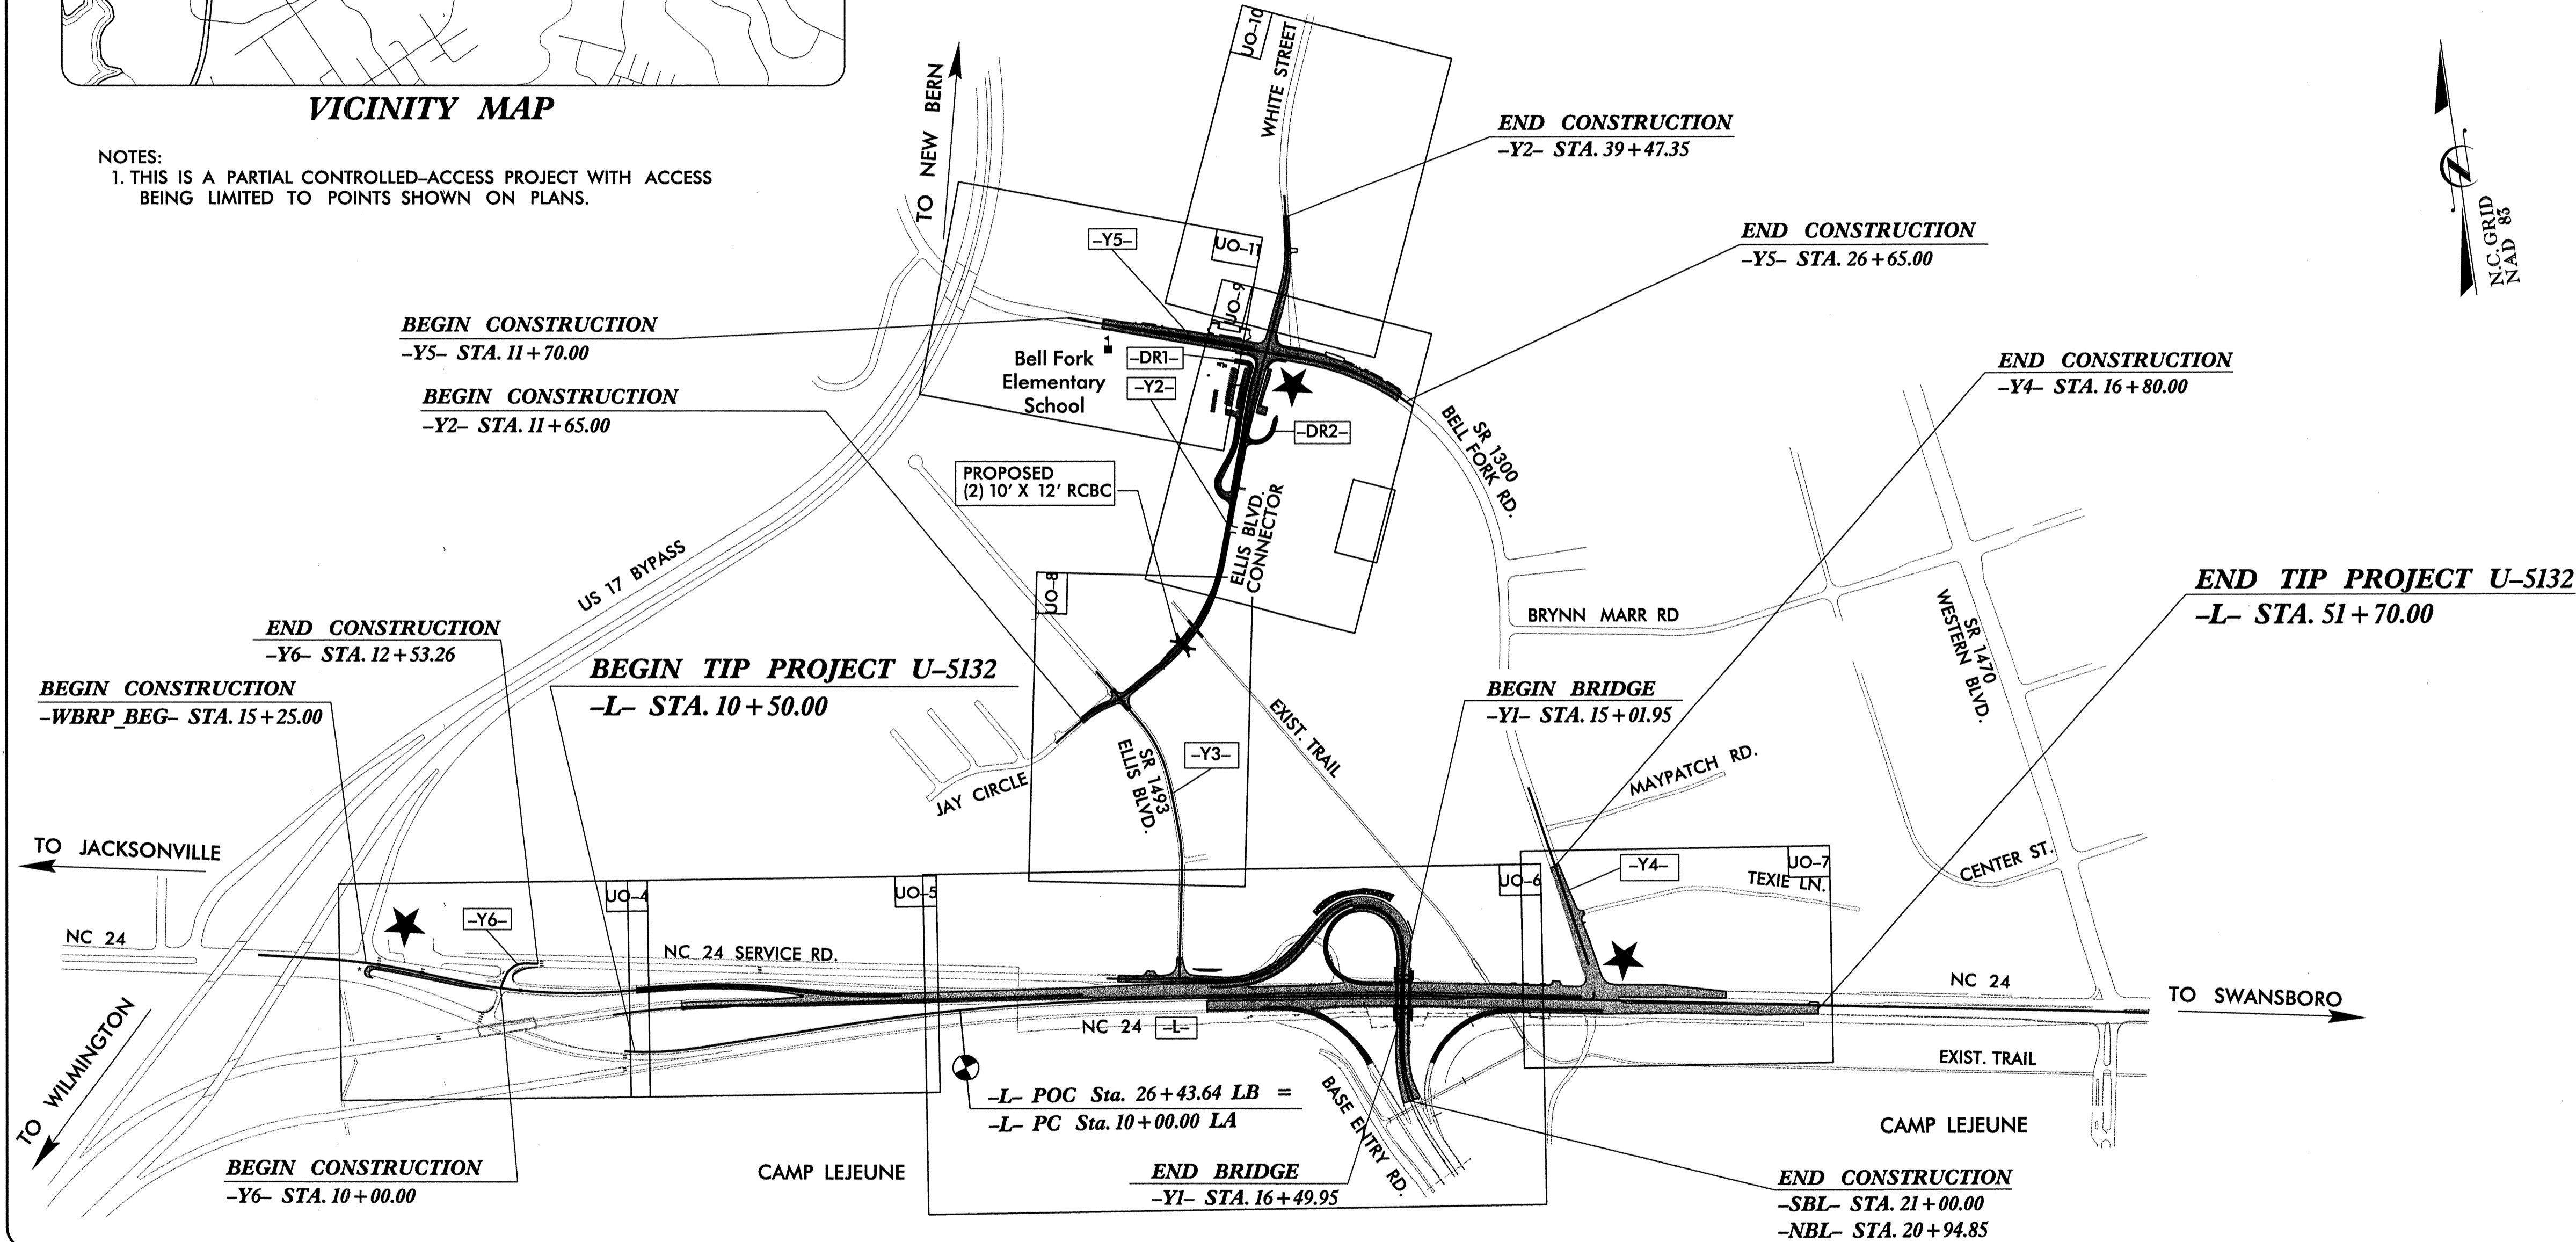 VICINITY MAP
NOTES:
1. THIS IS A PARTIAL CONTROLLED–ACCESS PROJECT WITH ACCESS
BEING LIMITED TO POINTS SHOWN ON PLANS.
TO NEW BERN
UO–10
WHITE STREET
END CONSTRUCTION
–Y2– STA. 39+47.35
N.C. GRID
NAD 83
–Y5–
UO–11
END CONSTRUCTION
–Y5– STA. 26+65.00
UO–9
BEGIN CONSTRUCTION
–Y5– STA. 11+70.00
Bell Fork
Elementary
School
–DR1–
–Y2–
END CONSTRUCTION
–Y4– STA. 16+80.00
BEGIN CONSTRUCTION
–Y2– STA. 11+65.00
–DR2–
SR 1300
BELL FORK RD.
PROPOSED
(2) 10' X 12' RCBC
ELLIS BLVD.
CONNECTOR
US 17 BYPASS
UO–8
END TIP PROJECT U–5132
–L– STA. 51+70.00
BRYNN MARR RD
SR 1470
WESTERN BLVD.
END CONSTRUCTION
–Y6– STA. 12+53.26
BEGIN TIP PROJECT U–5132
–L– STA. 10+50.00
BEGIN CONSTRUCTION
–WBRP_BEG– STA. 15+25.00
BEGIN BRIDGE
–Y1– STA. 15+01.95
EXIST. TRAIL
–Y3–
SR 1493
ELLIS BLVD.
JAY CIRCLE
MAYPATCH RD.
TO JACKSONVILLE
CENTER ST.
UO–4
UO–5
UO–6
–Y4–
UO–7
TEXIE LN.
–Y6–
NC 24
NC 24 SERVICE RD.
NC 24
TO SWANSBORO
NC 24
–L–
EXIST. TRAIL
TO WILMINGTON
–L– POC Sta. 26+43.64 LB =
–L– PC Sta. 10+00.00 LA
BASE ENTRY RD.
CAMP LEJEUNE
BEGIN CONSTRUCTION
–Y6– STA. 10+00.00
CAMP LEJEUNE
END BRIDGE
–Y1– STA. 16+49.95
END CONSTRUCTION
–SBL– STA. 21+00.00
–NBL– STA. 20+94.85